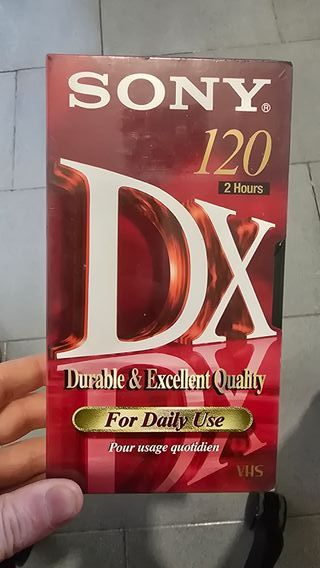 SONY®
120
2 Hours
DX
Durable & Excellent Quality
For Daily Use
Pour usage quotidien
VHS